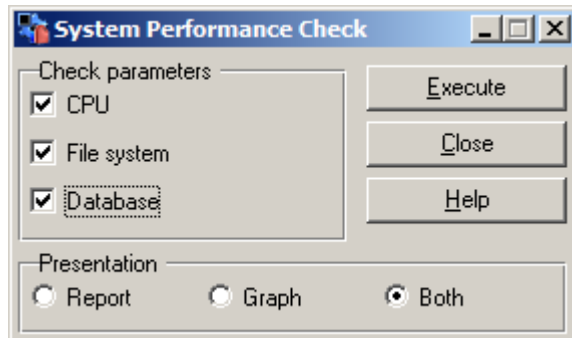 System Performance Check
Check parameters
CPU
File system
Database
Execute
Close
Help
Presentation
Report Graph Both